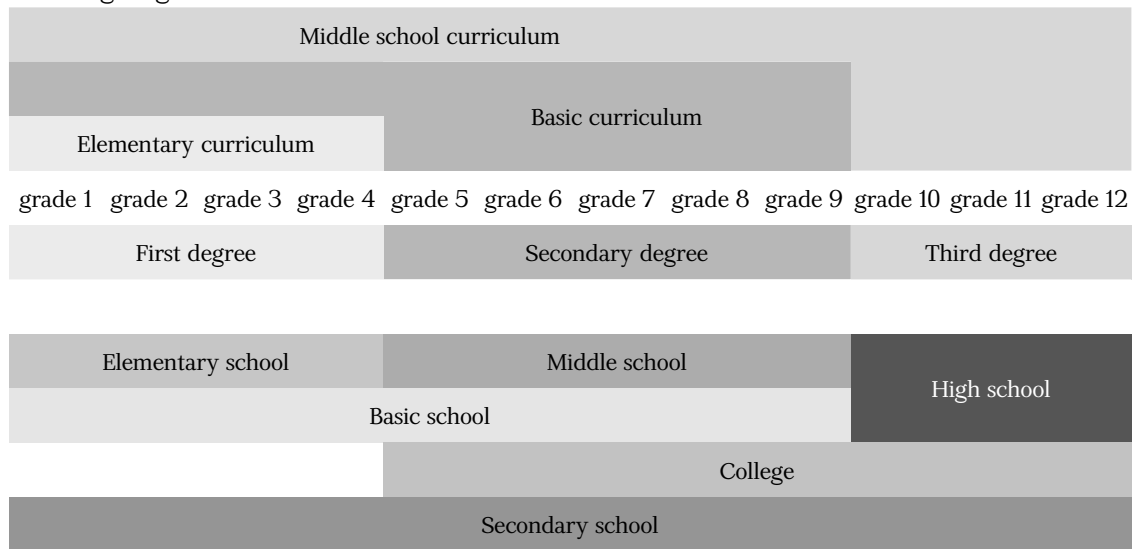 Middle school curriculum
Basic curriculum
Elementary curriculum
grade 1 grade 2 grade 3 grade 4 grade 5 grade 6 grade 7 grade 8 grade 9 grade 10 grade 11 grade 12
First degree Secondary degree Third degree
Elementary school Middle school
High school
Basic school
College
Secondary school